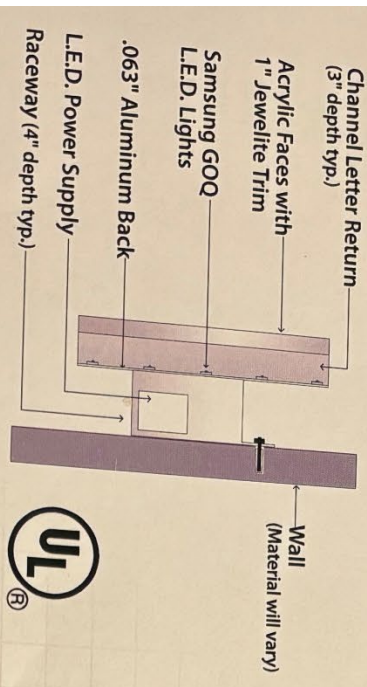 Channel Letter Return
(3" depth typ.)
Acrylic Faces with
1" Jewelite Trim
Samsung GOQ
L.E.D. Lights
.063" Aluminum Back
L.E.D. Power Supply
Raceway (4" depth typ.)
Wall
(Material will vary)
UL
®